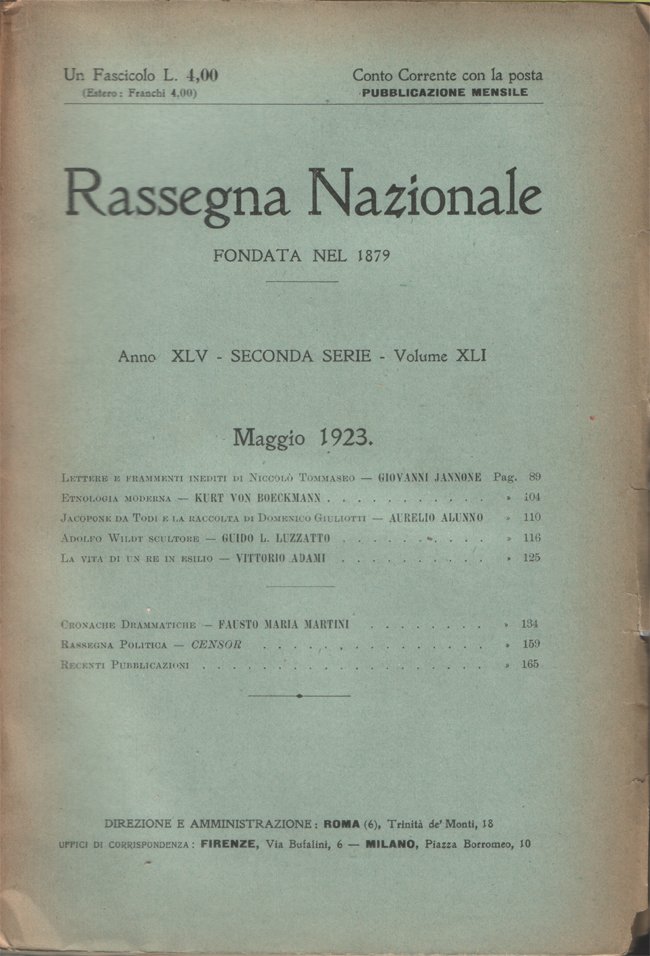 Un Fascicolo L. 4,00
Conto Corrente con la posta
(Estero: Franchi 4,00)
PUBBLICAZIONE MENSILE
Rassegna Nazionale
FONDATA NEL 1879
Anno XLV - SECONDA SERIE - Volume XLI
Maggio 1923.
Lettere e frammenti inediti di Niccolò Tommaseo — GIOVANNI JANNONE Pag. 89
Etnologia moderna — KURT VON BOECKMANN . . . . . . . . . . . » 104
Jacopone da Todi e la raccolta di Domenico Giuliotti — AURELIO ALUNNO » 110
Adolfo Wildt scultore — GUIDO L. LUZZATTO . . . . . . . . . . » 116
La vita di un re in esilio — VITTORIO ADAMI . . . . . . . . . . » 125
Cronache Drammatiche — FAUSTO MARIA MARTINI . . . . . . . . » 134
Rassegna Politica — CENSOR . . . . . . . . . . . . . . . » 159
Recenti Pubblicazioni . . . . . . . . . . . . . . . . . . » 165
DIREZIONE E AMMINISTRAZIONE: ROMA (6), Trinità de' Monti, 18
UFFICI DI CORRISPONDENZA: FIRENZE, Via Bufalini, 6 — MILANO, Piazza Borromeo, 10